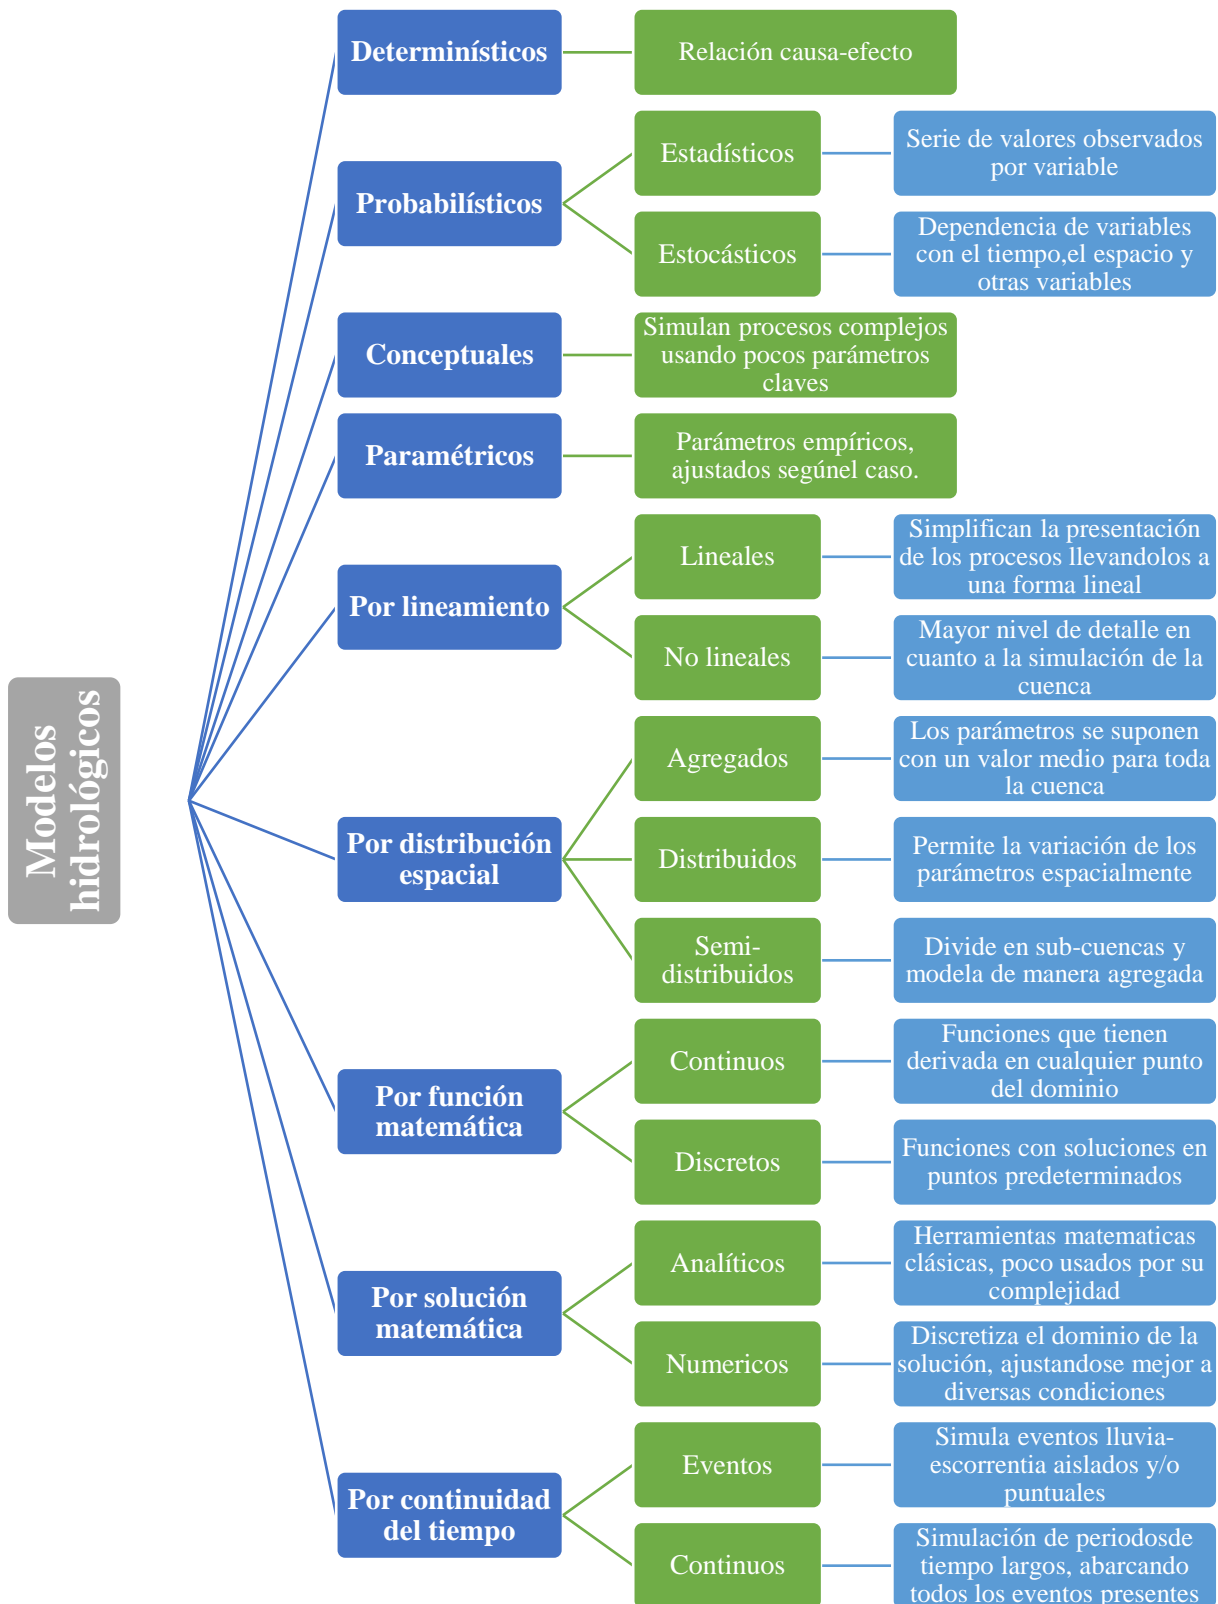 Modelos
hidrológicos
Determinísticos
Relación causa-efecto
Probabilísticos
Estadísticos
Serie de valores observados
por variable
Estocásticos
Dependencia de variables
con el tiempo,el espacio y
otras variables
Conceptuales
Simulan procesos complejos
usando pocos parámetros
claves
Paramétricos
Parámetros empíricos,
ajustados segúnel caso.
Por lineamiento
Lineales
Simplifican la presentación
de los procesos llevandolos a
una forma lineal
No lineales
Mayor nivel de detalle en
cuanto a la simulación de la
cuenca
Por distribución
espacial
Agregados
Los parámetros se suponen
con un valor medio para toda
la cuenca
Distribuidos
Permite la variación de los
parámetros espacialmente
Semi-
distribuidos
Divide en sub-cuencas y
modela de manera agregada
Por función
matemática
Continuos
Funciones que tienen
derivada en cualquier punto
del dominio
Discretos
Funciones con soluciones en
puntos predeterminados
Por solución
matemática
Analíticos
Herramientas matematicas
clásicas, poco usados por su
complejidad
Numericos
Discretiza el dominio de la
solución, ajustandose mejor a
diversas condiciones
Por continuidad
del tiempo
Eventos
Simula eventos lluvia-
escorrentia aislados y/o
puntuales
Continuos
Simulación de periodosde
tiempo largos, abarcando
todos los eventos presentes